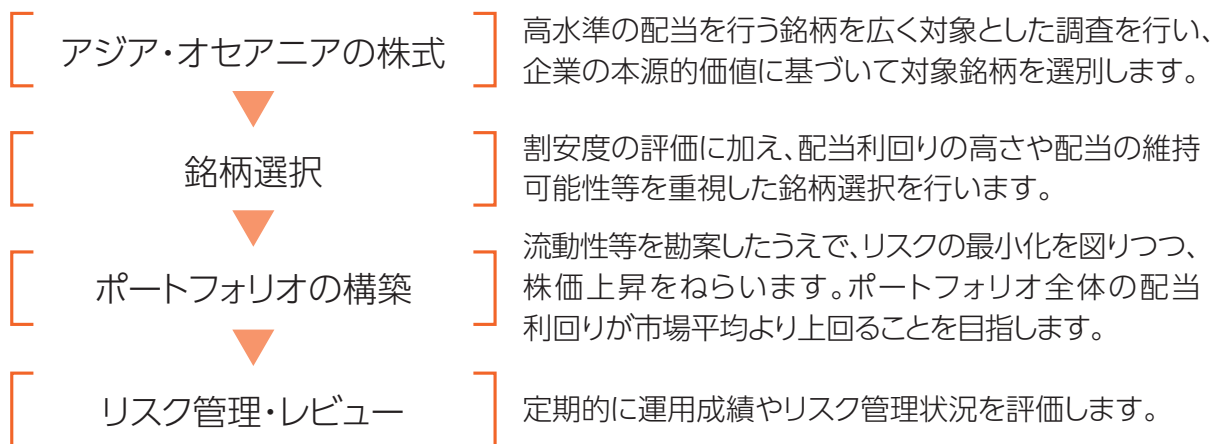 アジア・オセアニアの株式
高水準の配当を行う銘柄を広く対象とした調査を行い、
企業の本源的価値に基づいて対象銘柄を選別します。
銘柄選択
割安度の評価に加え、配当利回りの高さや配当の維持
可能性等を重視した銘柄選択を行います。
ポートフォリオの構築
流動性等を勘案したうえで、リスクの最小化を図りつつ、
株価上昇をねらいます。ポートフォリオ全体の配当
利回りが市場平均より上回ることを目指します。
リスク管理・レビュー
定期的に運用成績やリスク管理状況を評価します。